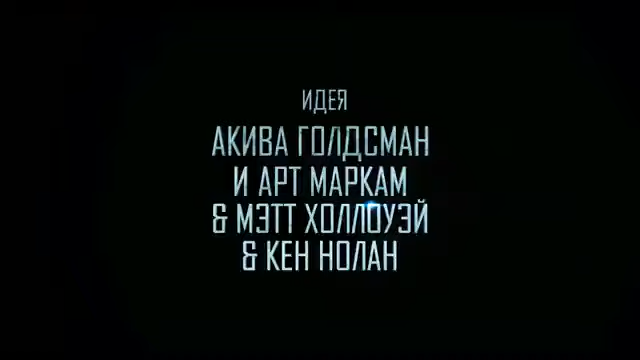 ИДЕЯ
АКИВА ГОЛДСМАН
И АРТ МАРКАМ
& МЭТТ ХОЛЛОУЭЙ
& КЕН НОЛАН